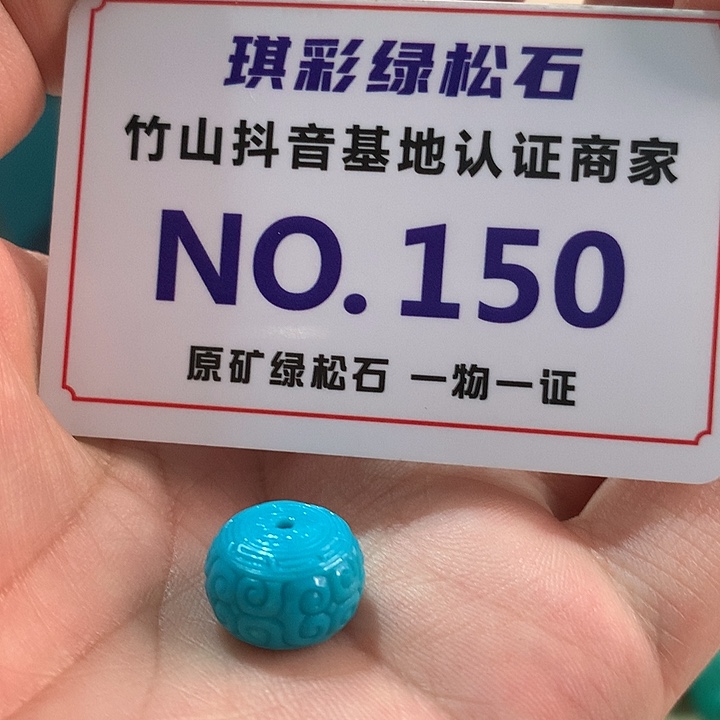 琪彩绿松石
竹山抖音基地认证商家
NO.150
原矿绿松石 一物一证